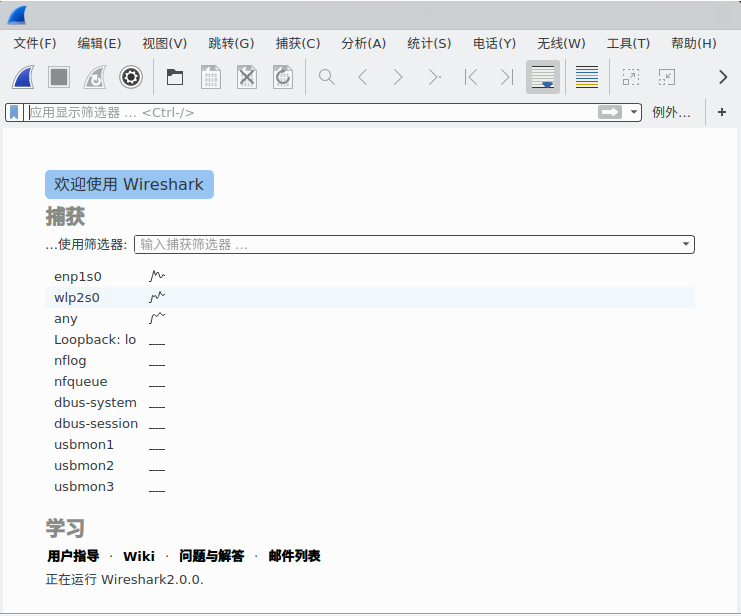 文件(F) 编辑(E) 视图(V) 跳转(G) 捕获(C) 分析(A) 统计(S) 电话(Y) 无线(W) 工具(T) 帮助(H)
应用显示筛选器 … <Ctrl-/> 例外… +
欢迎使用 Wireshark
捕获
…使用筛选器: 输入捕获筛选器 …
enp1s0
wlp2s0
any
Loopback: lo
nflog
nfqueue
dbus-system
dbus-session
usbmon1
usbmon2
usbmon3
学习
用户指导 · Wiki · 问题与解答 · 邮件列表
正在运行 Wireshark2.0.0.